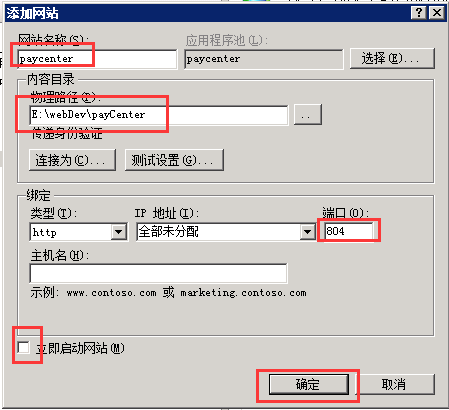 添加网站
网站名称(S):
应用程序池(L):
paycenter
paycenter
选择(E)...
内容目录
物理路径(P):
E:\webDev\payCenter
..
传递身份验证
连接为(C)...
测试设置(G)...
绑定
类型(T):
IP 地址(I):
端口(O):
http
全部未分配
804
主机名(H):
示例: www.contoso.com 或 marketing.contoso.com
立即启动网站(M)
确定
取消